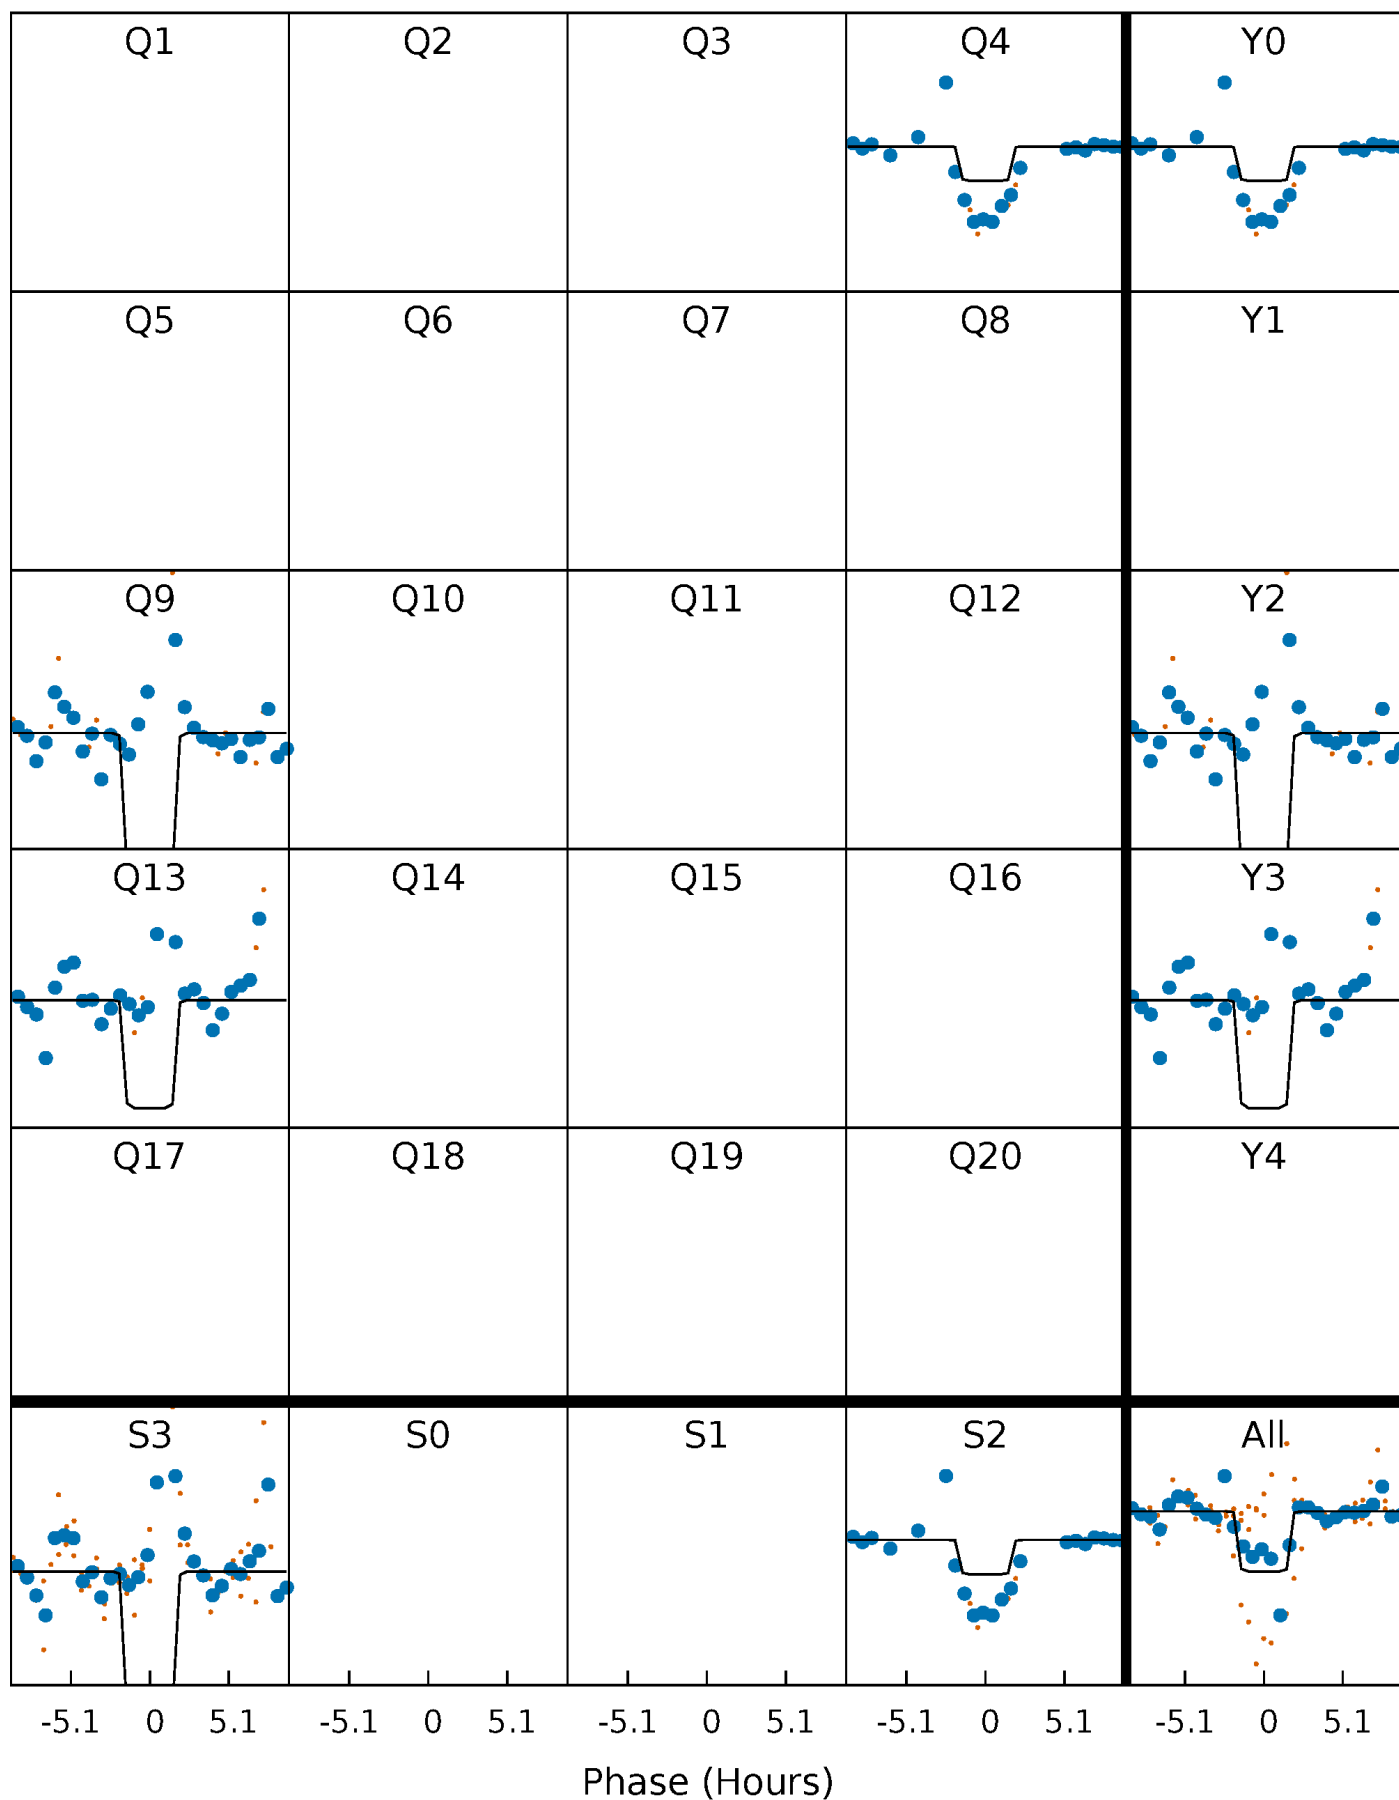 Q1 Q2 Q3 Q4 Y0
Q5 Q6 Q7 Q8 Y1
Q9 Q10 Q11 Q12 Y2
Q13 Q14 Q15 Q16 Y3
Q17 Q18 Q19 Q20 Y4
S3 S0 S1 S2 All
-5.1 0 5.1 -5.1 0 5.1 -5.1 0 5.1 -5.1 0 5.1 -5.1 0 5.1
Phase (Hours)